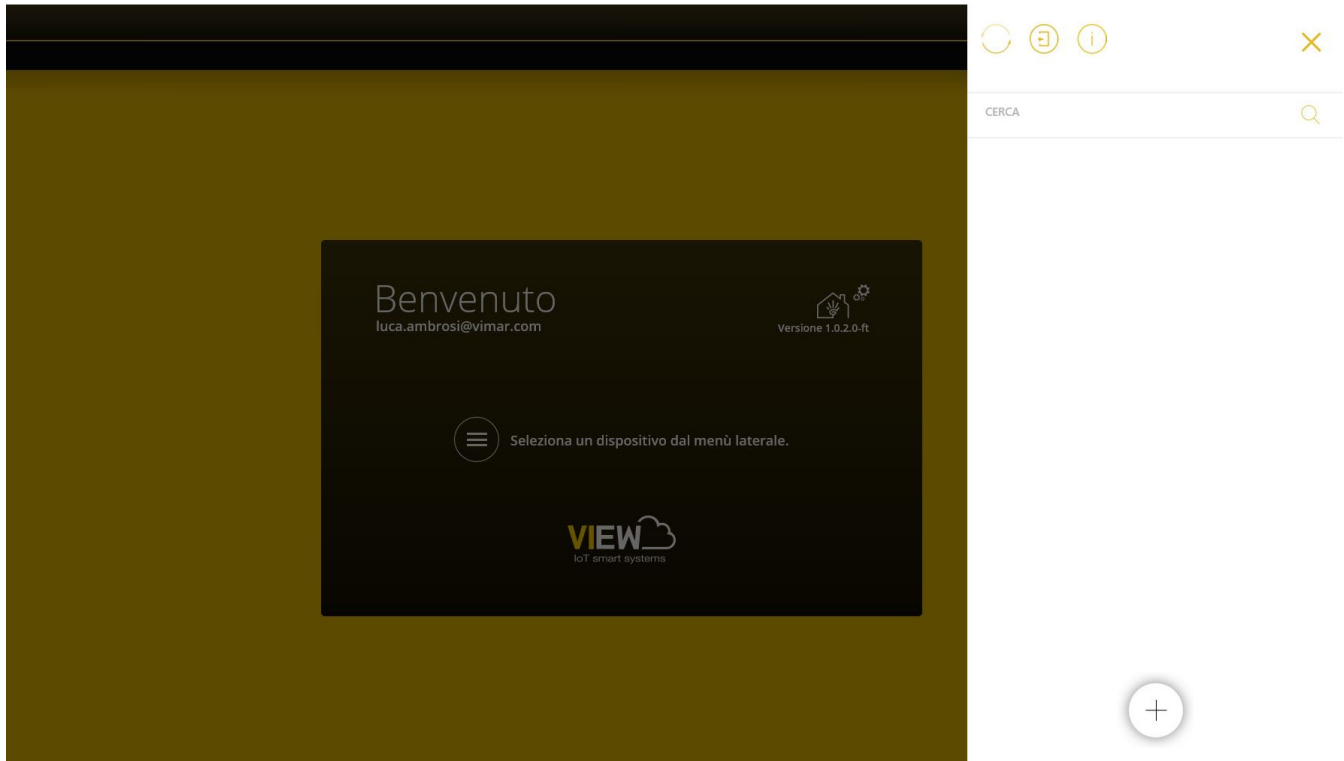 CERCA
Benvenuto
luca.ambrosi@vimar.com
Versione 1.0.2.0-ft
Seleziona un dispositivo dal menù laterale.
VIEW
IoT smart systems